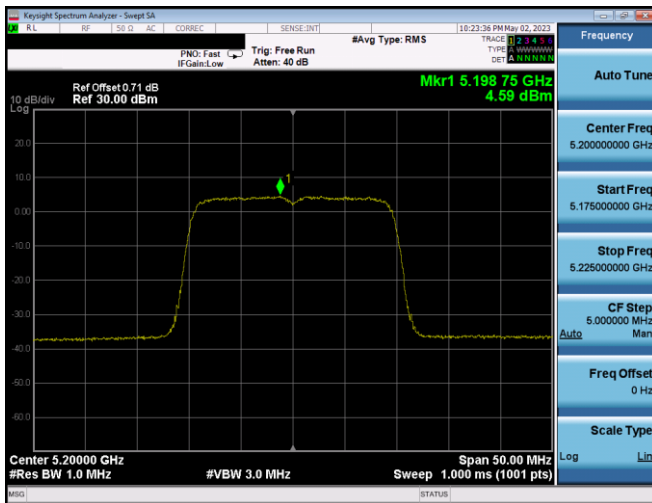 Keysight Spectrum Analyzer - Swept SA
RL RF 50 Ω AC CORREC SENSE:INT 10:23:36 PM May 02, 2023
#Avg Type: RMS
TRACE 1 2 3 4 5 6
TYPE A WWWWW
DET A N N N N N
PNO: Fast
IFGain:Low
Trig: Free Run
Atten: 40 dB
Mkr1 5.198 75 GHz
4.59 dBm
Ref Offset 0.71 dB
Ref 30.00 dBm
10 dB/div
Log
20.0
10.0
0.00
-10.0
-20.0
-30.0
-40.0
-50.0
-60.0
1
Center 5.20000 GHz
Span 50.00 MHz
#Res BW 1.0 MHz
#VBW 3.0 MHz
Sweep 1.000 ms (1001 pts)
MSG
STATUS
Frequency
Auto Tune
Center Freq
5.200000000 GHz
Start Freq
5.175000000 GHz
Stop Freq
5.225000000 GHz
CF Step
5.000000 MHz
Auto Man
Freq Offset
0 Hz
Scale Type
Log Lin